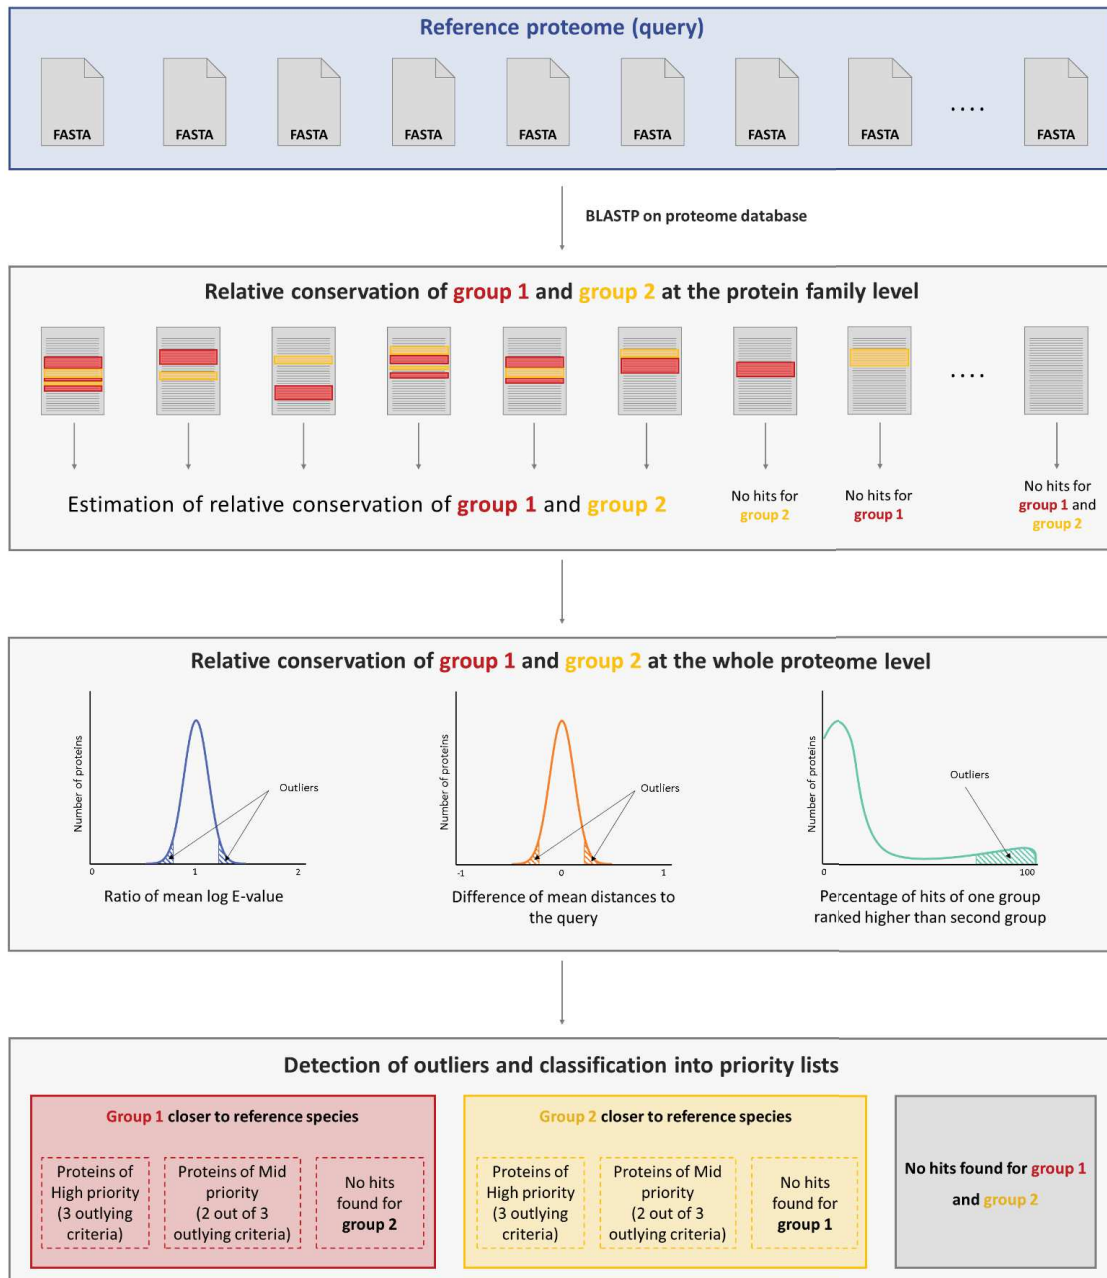 Reference proteome (query)
FASTA
FASTA
FASTA
FASTA
FASTA
FASTA
FASTA
FASTA
....
FASTA
BLASTP on proteome database
Relative conservation of group 1 and group 2 at the protein family level
....
Estimation of relative conservation of group 1 and group 2
No hits for
group 2
No hits for
group 1
No hits for
group 1 and
group 2
Relative conservation of group 1 and group 2 at the whole proteome level
Number of proteins
Outliers
0
1
2
Ratio of mean log E-value
Number of proteins
Outliers
-1
0
1
Difference of mean distances to
the query
Number of proteins
Outliers
0
100
Percentage of hits of one group
ranked higher than second group
Detection of outliers and classification into priority lists
Group 1 closer to reference species
Proteins of
High priority
(3 outlying
criteria)
Proteins of Mid
priority
(2 out of 3
outlying criteria)
No hits
found for
group 2
Group 2 closer to reference species
Proteins of
High priority
(3 outlying
criteria)
Proteins of Mid
priority
(2 out of 3
outlying criteria)
No hits
found for
group 1
No hits found for group 1
and group 2